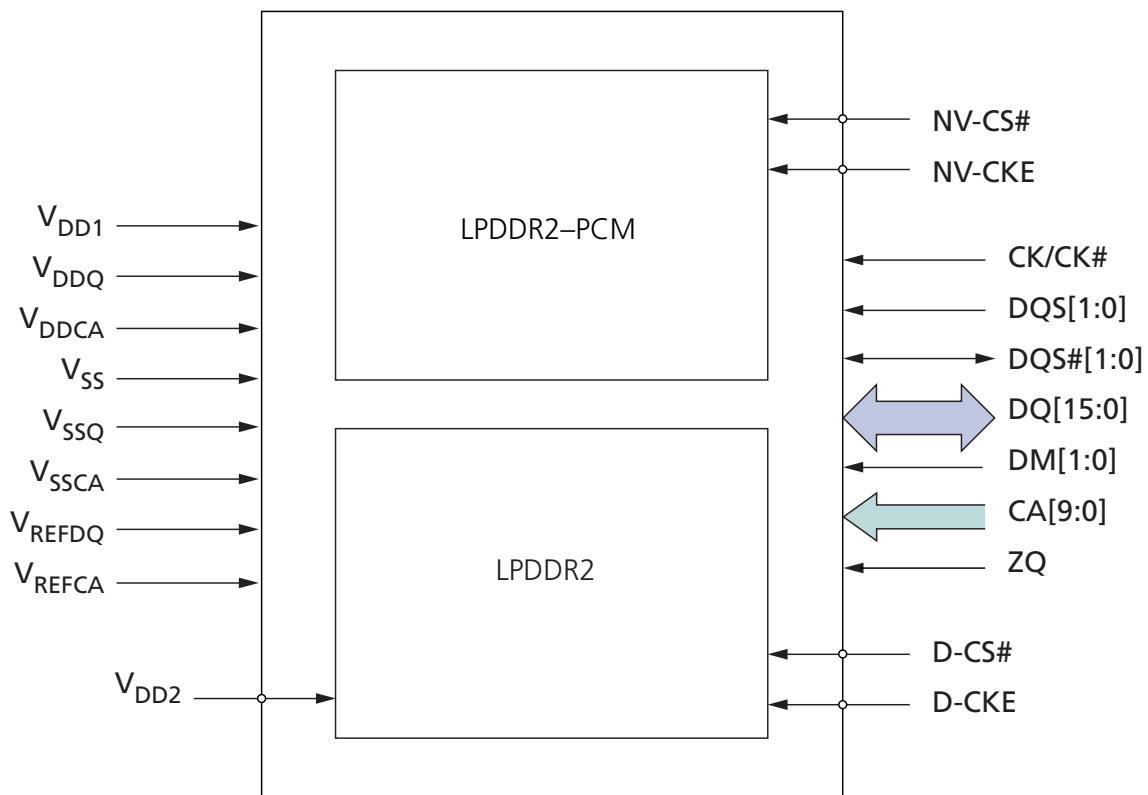 LPDDR2–PCM
LPDDR2
V_DD1
V_DDQ
V_DDCA
V_SS
V_SSQ
V_SSCA
V_REFDQ
V_REFCA
V_DD2
NV-CS#
NV-CKE
CK/CK#
DQS[1:0]
DQS#[1:0]
DQ[15:0]
DM[1:0]
CA[9:0]
ZQ
D-CS#
D-CKE